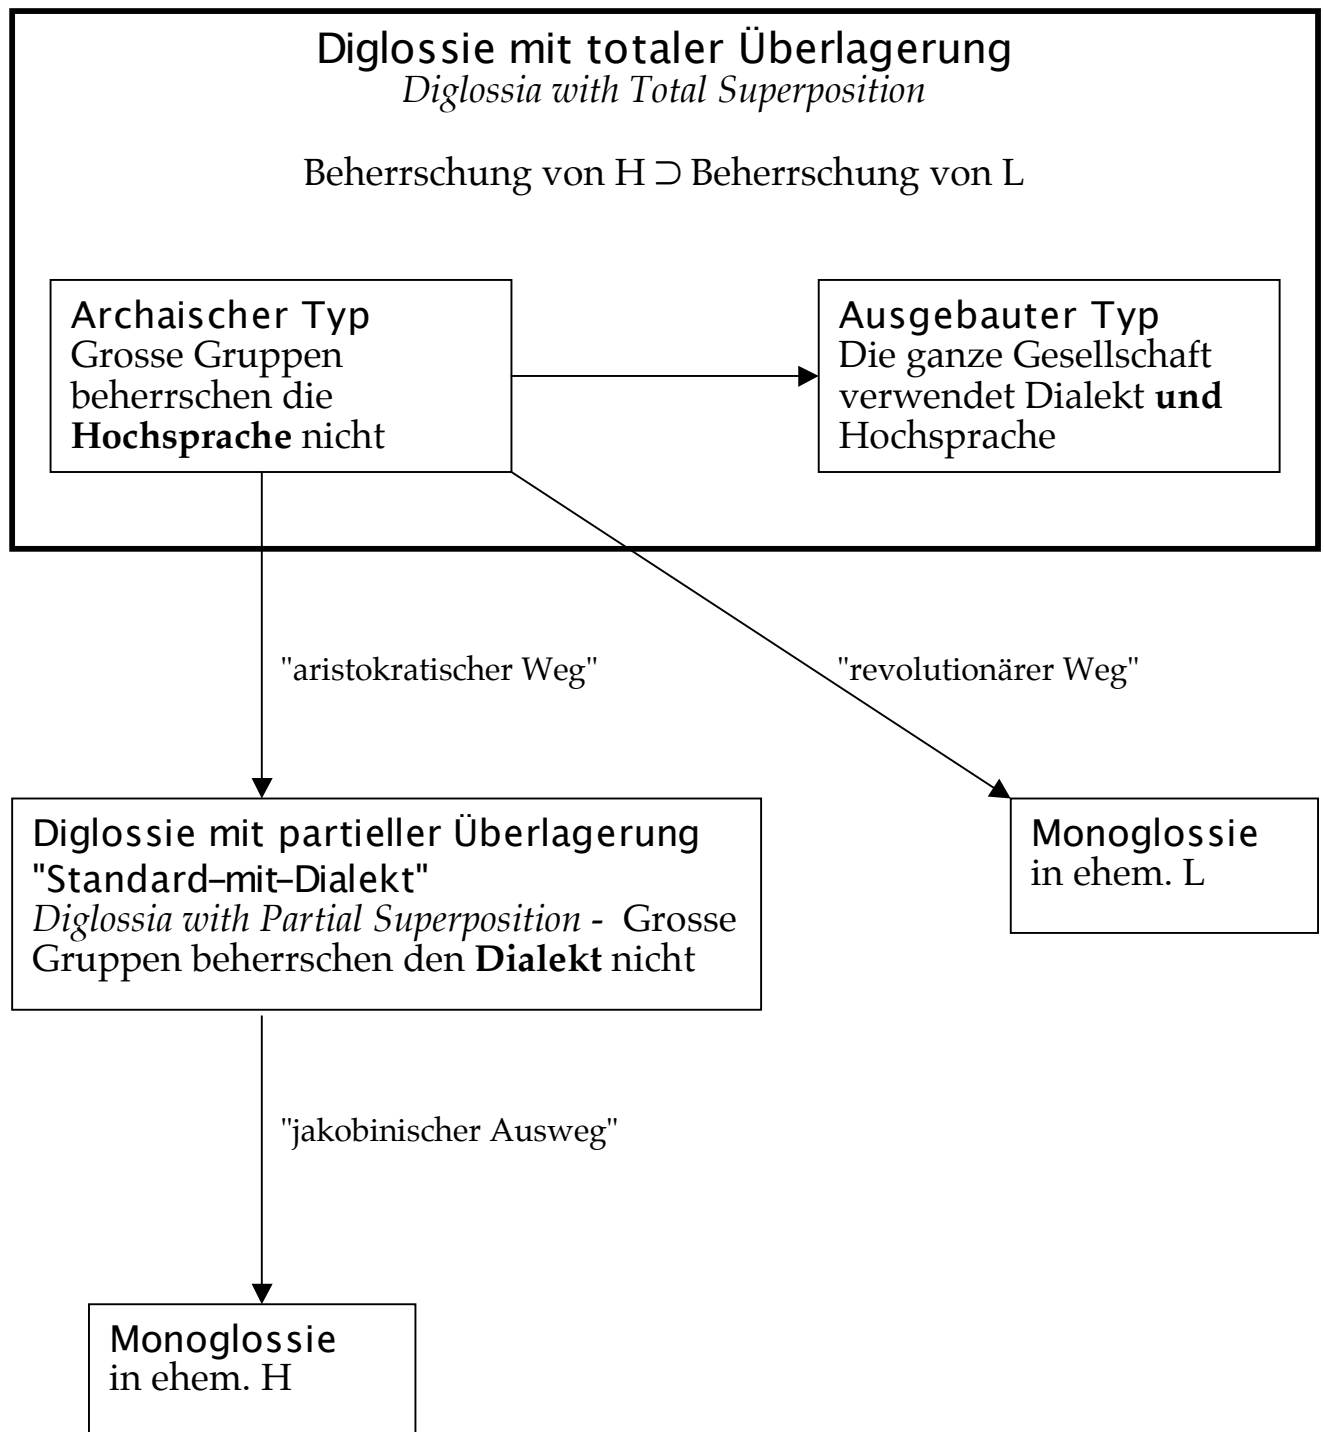 Diglossie mit totaler Überlagerung
Diglossia with Total Superposition
Beherrschung von H ⊃ Beherrschung von L
Archaischer Typ
Grosse Gruppen
beherrschen die
Hochsprache nicht
Ausgebauter Typ
Die ganze Gesellschaft
verwendet Dialekt und
Hochsprache
"aristokratischer Weg"
"revolutionärer Weg"
Diglossie mit partieller Überlagerung
"Standard–mit–Dialekt"
Diglossia with Partial Superposition - Grosse
Gruppen beherrschen den Dialekt nicht
Monoglossie
in ehem. L
"jakobinischer Ausweg"
Monoglossie
in ehem. H